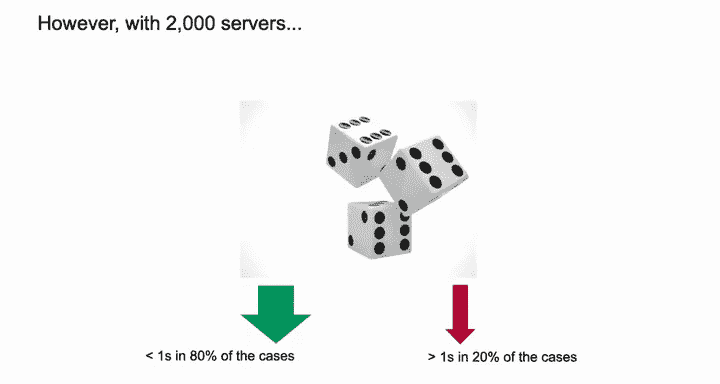 However, with 2,000 servers...
< 1s in 80% of the cases
> 1s in 20% of the cases